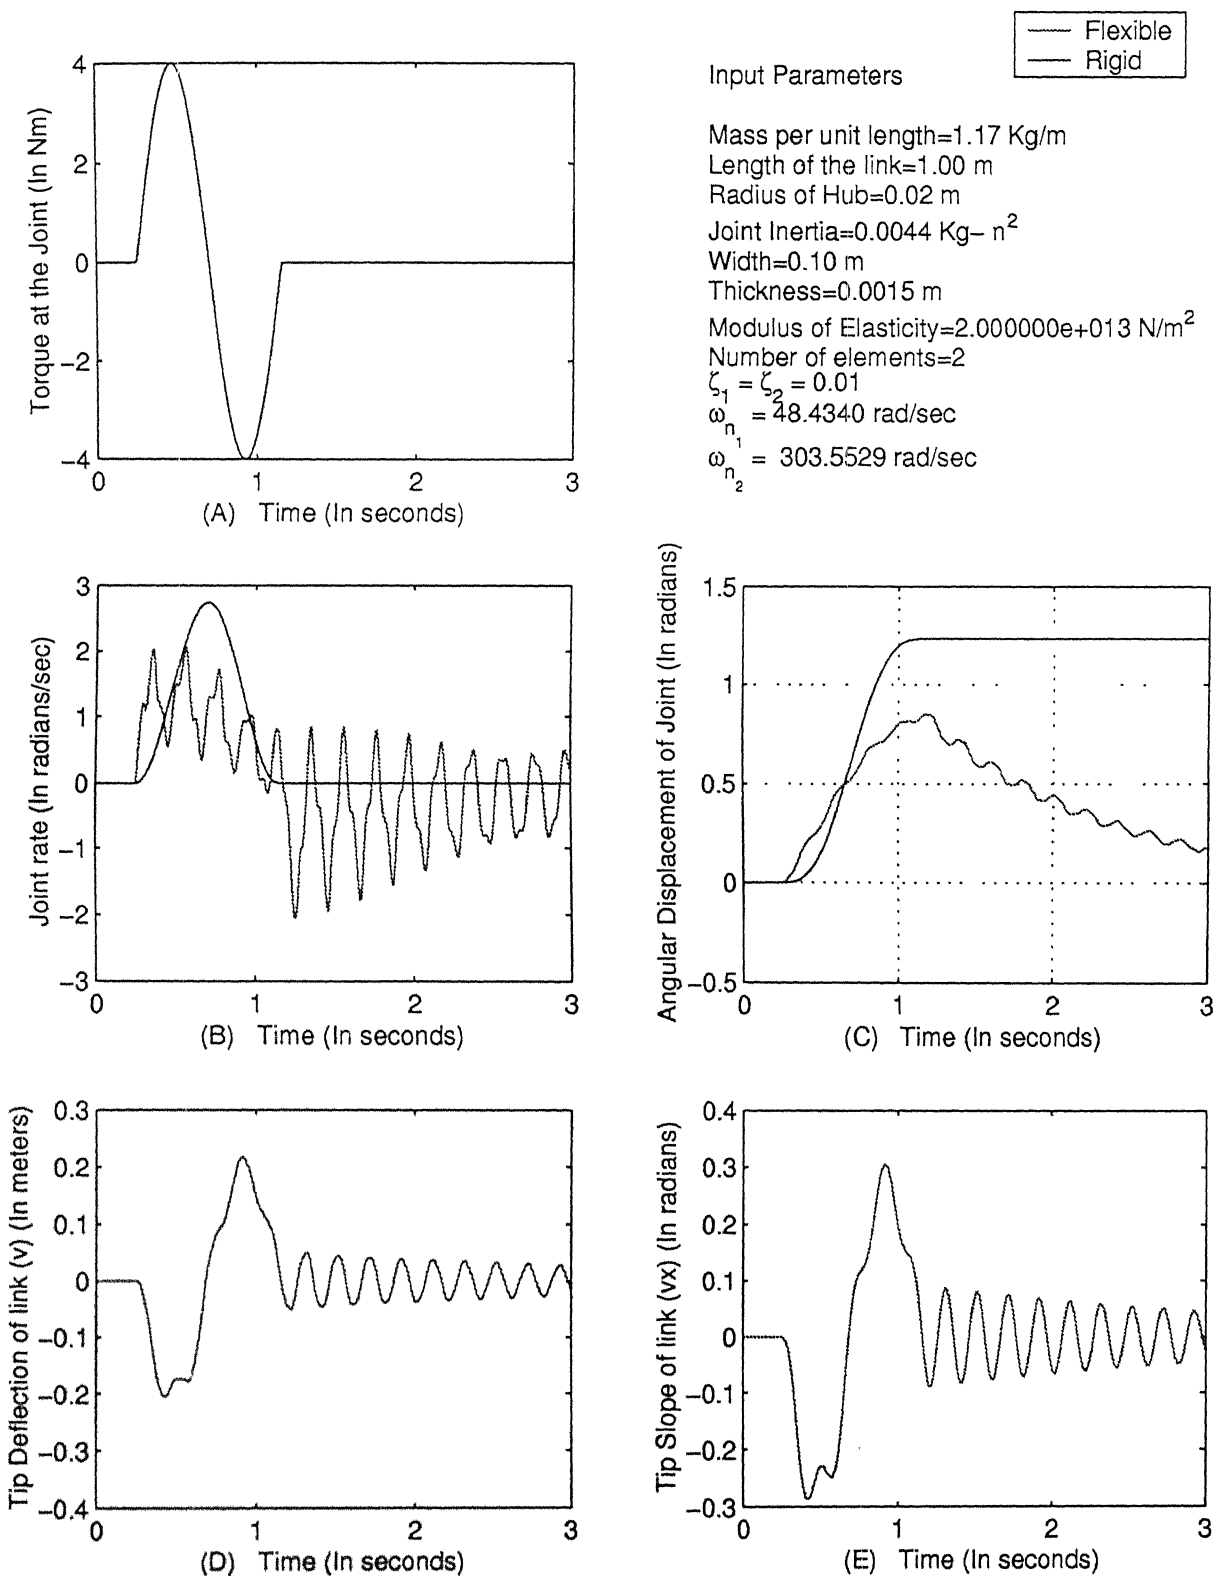 Flexible
Rigid
Input Parameters
Mass per unit length=1.17 Kg/m
Length of the link=1.00 m
Radius of Hub=0.02 m
Joint Inertia=0.0044 Kg– n²
Width=0.10 m
Thickness=0.0015 m
Modulus of Elasticity=2.000000e+013 N/m²
Number of elements=2
ζ₁ = ζ₂ = 0.01
ω_n₁ = 48.4340 rad/sec
ω_n₂ = 303.5529 rad/sec
Torque at the Joint (In Nm)
4
2
0
−2
−4
0 1 2 3
(A) Time (In seconds)
Joint rate (In radians/sec)
3
2
1
0
−1
−2
−3
0 1 2 3
(B) Time (In seconds)
Angular Displacement of Joint (In radians)
1.5
1
0.5
0
−0.5
0 1 2 3
(C) Time (In seconds)
Tip Deflection of link (v) (In meters)
0.3
0.2
0.1
0
−0.1
−0.2
−0.3
−0.4
0 1 2 3
(D) Time (In seconds)
Tip Slope of link (vx) (In radians)
0.4
0.3
0.2
0.1
0
−0.1
−0.2
−0.3
0 1 2 3
(E) Time (In seconds)